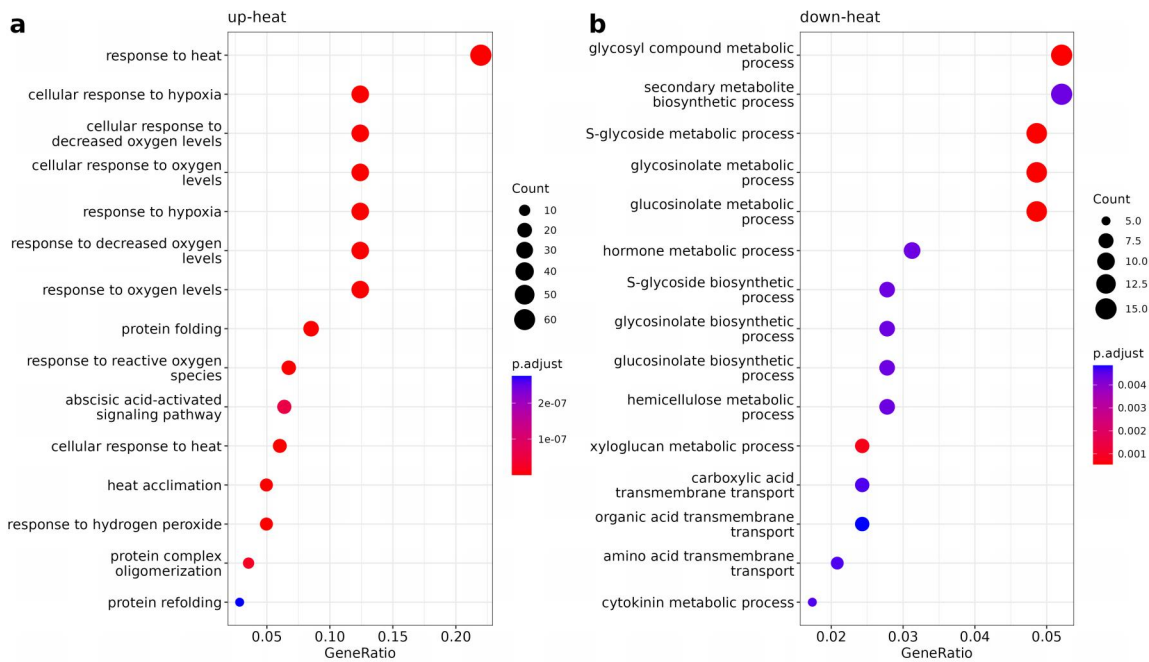 a
up-heat
response to heat
cellular response to hypoxia
cellular response to
decreased oxygen levels
cellular response to oxygen
levels
response to hypoxia
response to decreased oxygen
levels
response to oxygen levels
protein folding
response to reactive oxygen
species
abscisic acid-activated
signaling pathway
cellular response to heat
heat acclimation
response to hydrogen peroxide
protein complex
oligomerization
protein refolding
0.05
0.10
0.15
0.20
GeneRatio
Count
10
20
30
40
50
60
p.adjust
2e-07
1e-07
b
down-heat
glycosyl compound metabolic
process
secondary metabolite
biosynthetic process
S-glycoside metabolic process
glycosinolate metabolic
process
glucosinolate metabolic
process
hormone metabolic process
S-glycoside biosynthetic
process
glycosinolate biosynthetic
process
glucosinolate biosynthetic
process
hemicellulose metabolic
process
xyloglucan metabolic process
carboxylic acid
transmembrane transport
organic acid transmembrane
transport
amino acid transmembrane
transport
cytokinin metabolic process
0.02
0.03
0.04
0.05
GeneRatio
Count
5.0
7.5
10.0
12.5
15.0
p.adjust
0.004
0.003
0.002
0.001